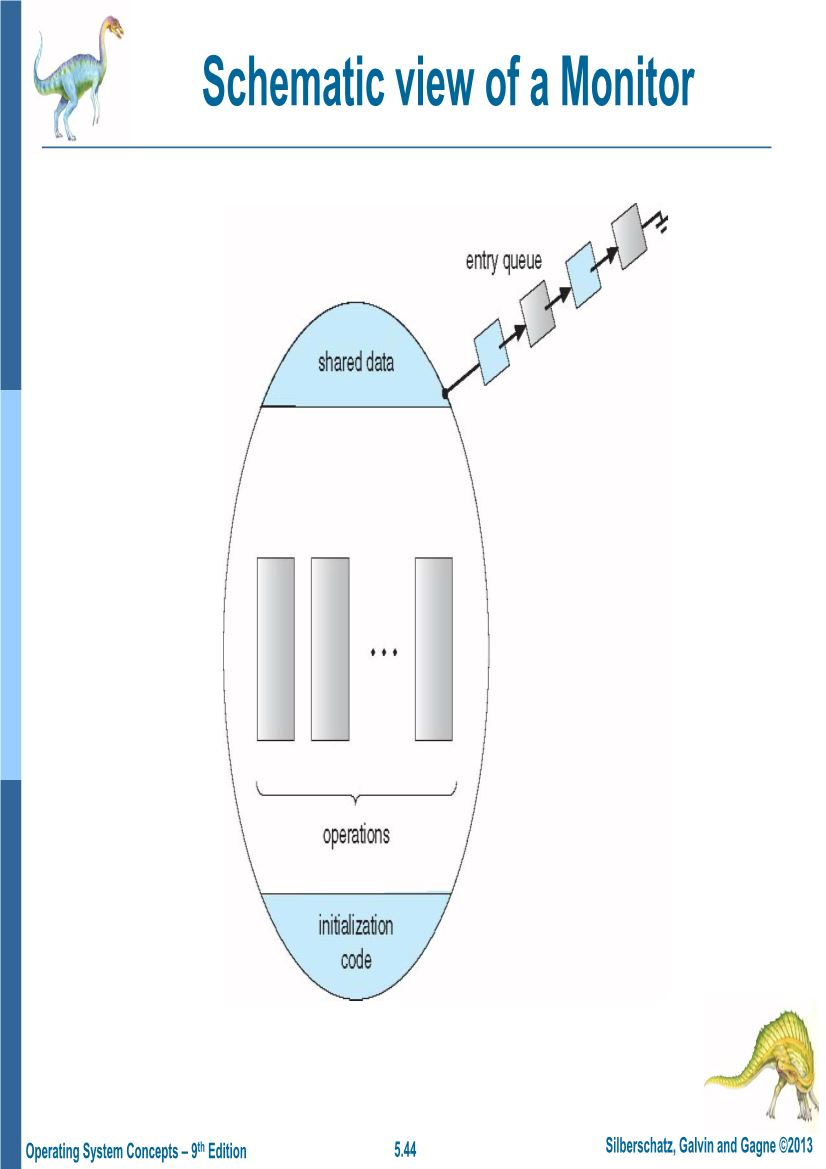 Schematic view of a Monitor
entry queue
shared data
• • •
operations
initialization
code
Operating System Concepts – 9th Edition
5.44
Silberschatz, Galvin and Gagne ©2013